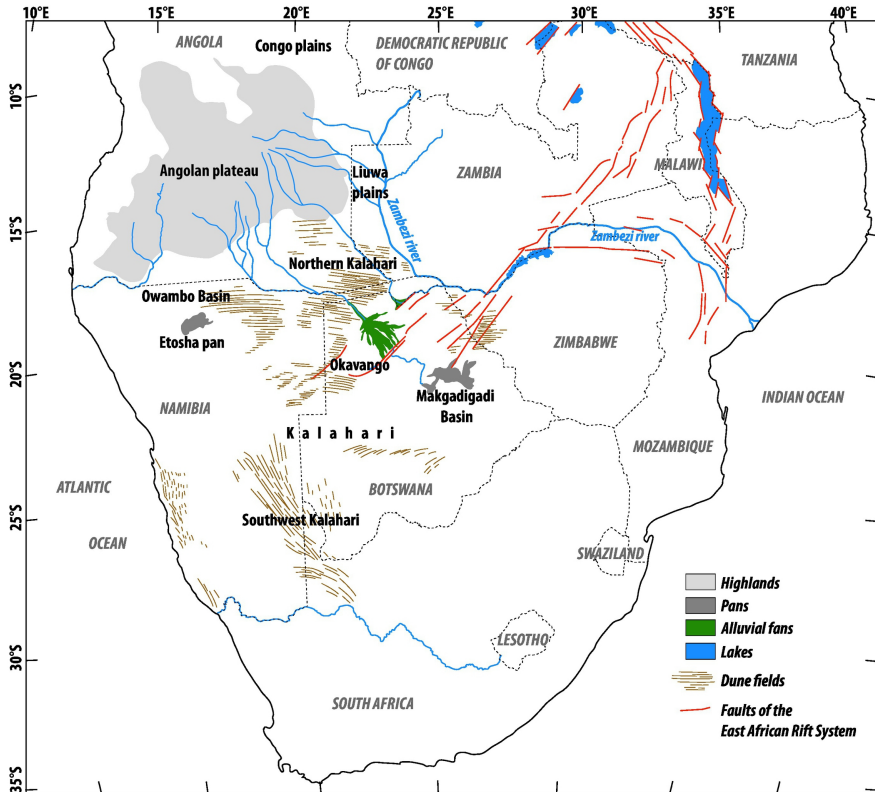 10°E
15°E
20°E
25°E
30°E
35°E
40°E
ANGOLA
Congo plains
DEMOCRATIC REPUBLIC
OF CONGO
TANZANIA
10°S
Angolan plateau
Liuwa
plains
ZAMBIA
MALAWI
15°S
Zambezi river
Zambezi river
Northern Kalahari
Owambo Basin
Etosha pan
ZIMBABWE
Okavango
20°S
Makgadigadi
Basin
NAMIBIA
INDIAN OCEAN
Kalahari
MOZAMBIQUE
ATLANTIC
OCEAN
BOTSWANA
25°S
Southwest Kalahari
SWAZILAND
Highlands
Pans
Alluvial fans
Lakes
Dune fields
Faults of the
East African Rift System
LESOTHO
30°S
SOUTH AFRICA
35°S